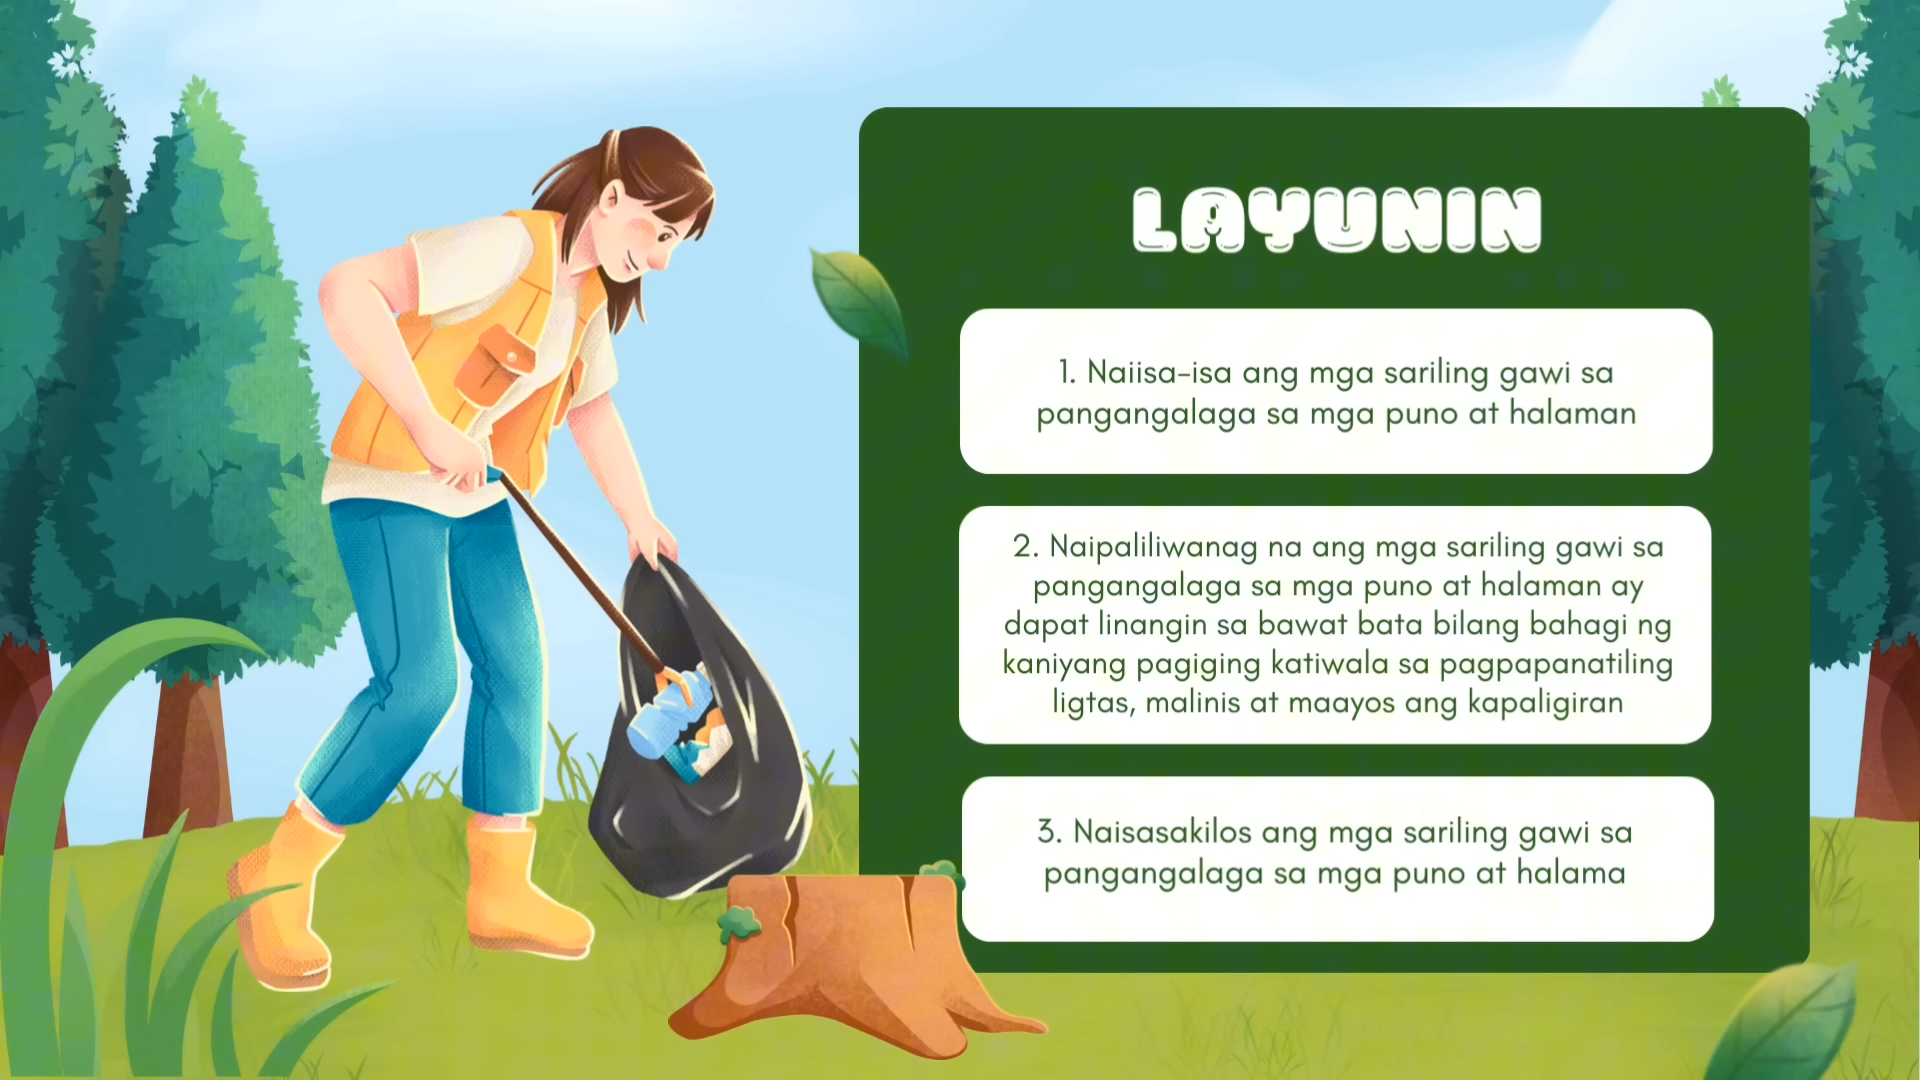 LAYUNIN
1. Naiisa-isa ang mga sariling gawi sa
pangangalaga sa mga puno at halaman
2. Naipaliliwanag na ang mga sariling gawi sa
pangangalaga sa mga puno at halaman ay
dapat linangin sa bawat bata bilang bahagi ng
kaniyang pagiging katiwala sa pagpapanatiling
ligtas, malinis at maayos ang kapaligiran
3. Naisasakilos ang mga sariling gawi sa
pangangalaga sa mga puno at halama